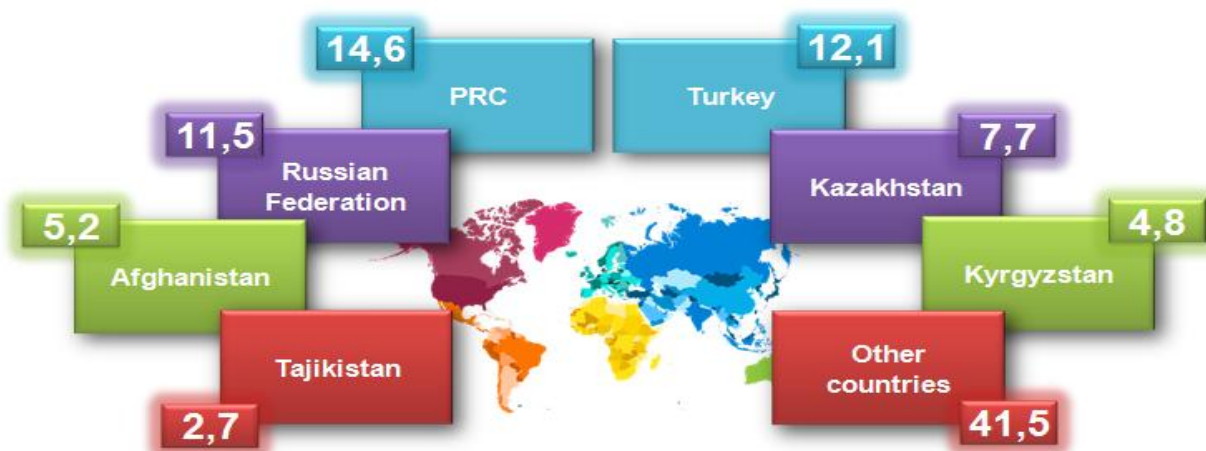 14,6
PRC
12,1
Turkey
11,5
Russian
Federation
7,7
Kazakhstan
5,2
Afghanistan
4,8
Kyrgyzstan
Tajikistan
2,7
Other
countries
41,5